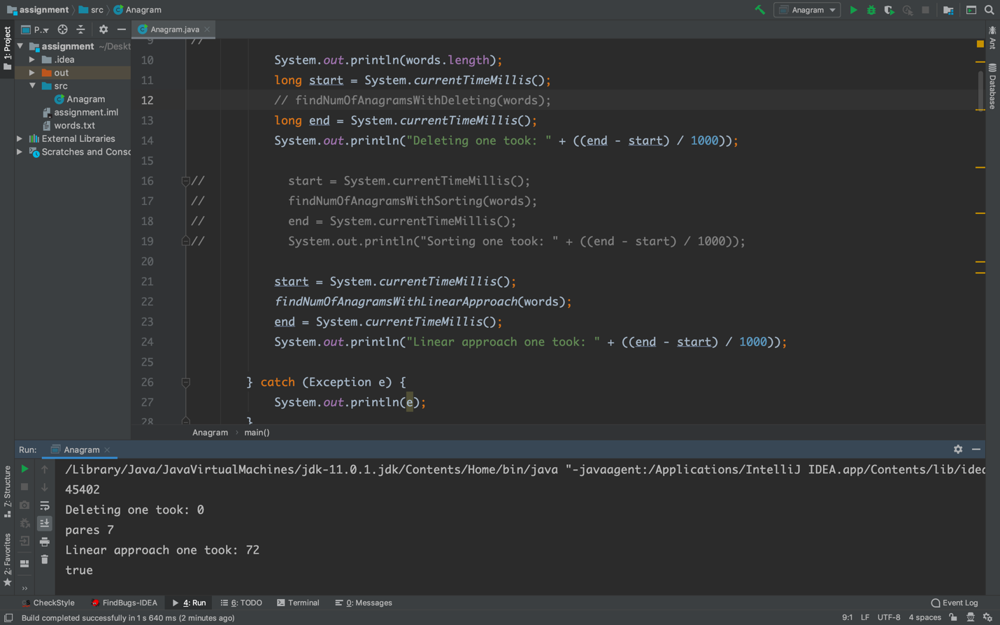 assignment src Anagram
Anagram
1: Project
P...
Anagram.java
assignment ~/Deskt
.idea
out
src
Anagram
assignment.iml
words.txt
External Libraries
Scratches and Consc
9 //
10 System.out.println(words.length);
11 long start = System.currentTimeMillis();
12 // findNumOfAnagramsWithDeleting(words);
13 long end = System.currentTimeMillis();
14 System.out.println("Deleting one took: " + ((end - start) / 1000));
15
16 // start = System.currentTimeMillis();
17 // findNumOfAnagramsWithSorting(words);
18 // end = System.currentTimeMillis();
19 // System.out.println("Sorting one took: " + ((end - start) / 1000));
20
21 start = System.currentTimeMillis();
22 findNumOfAnagramsWithLinearApproach(words);
23 end = System.currentTimeMillis();
24 System.out.println("Linear approach one took: " + ((end - start) / 1000));
25
26 } catch (Exception e) {
27 System.out.println(e);
28 }
Anagram main()
Ant
Database
Run: Anagram
/Library/Java/JavaVirtualMachines/jdk-11.0.1.jdk/Contents/Home/bin/java "-javaagent:/Applications/IntelliJ IDEA.app/Contents/lib/idea
45402
Deleting one took: 0
pares 7
Linear approach one took: 72
true
Z: Structure
2: Favorites
CheckStyle FindBugs-IDEA 4: Run 6: TODO Terminal 0: Messages Event Log
Build completed successfully in 1 s 640 ms (2 minutes ago) 9:1 LF UTF-8 4 spaces